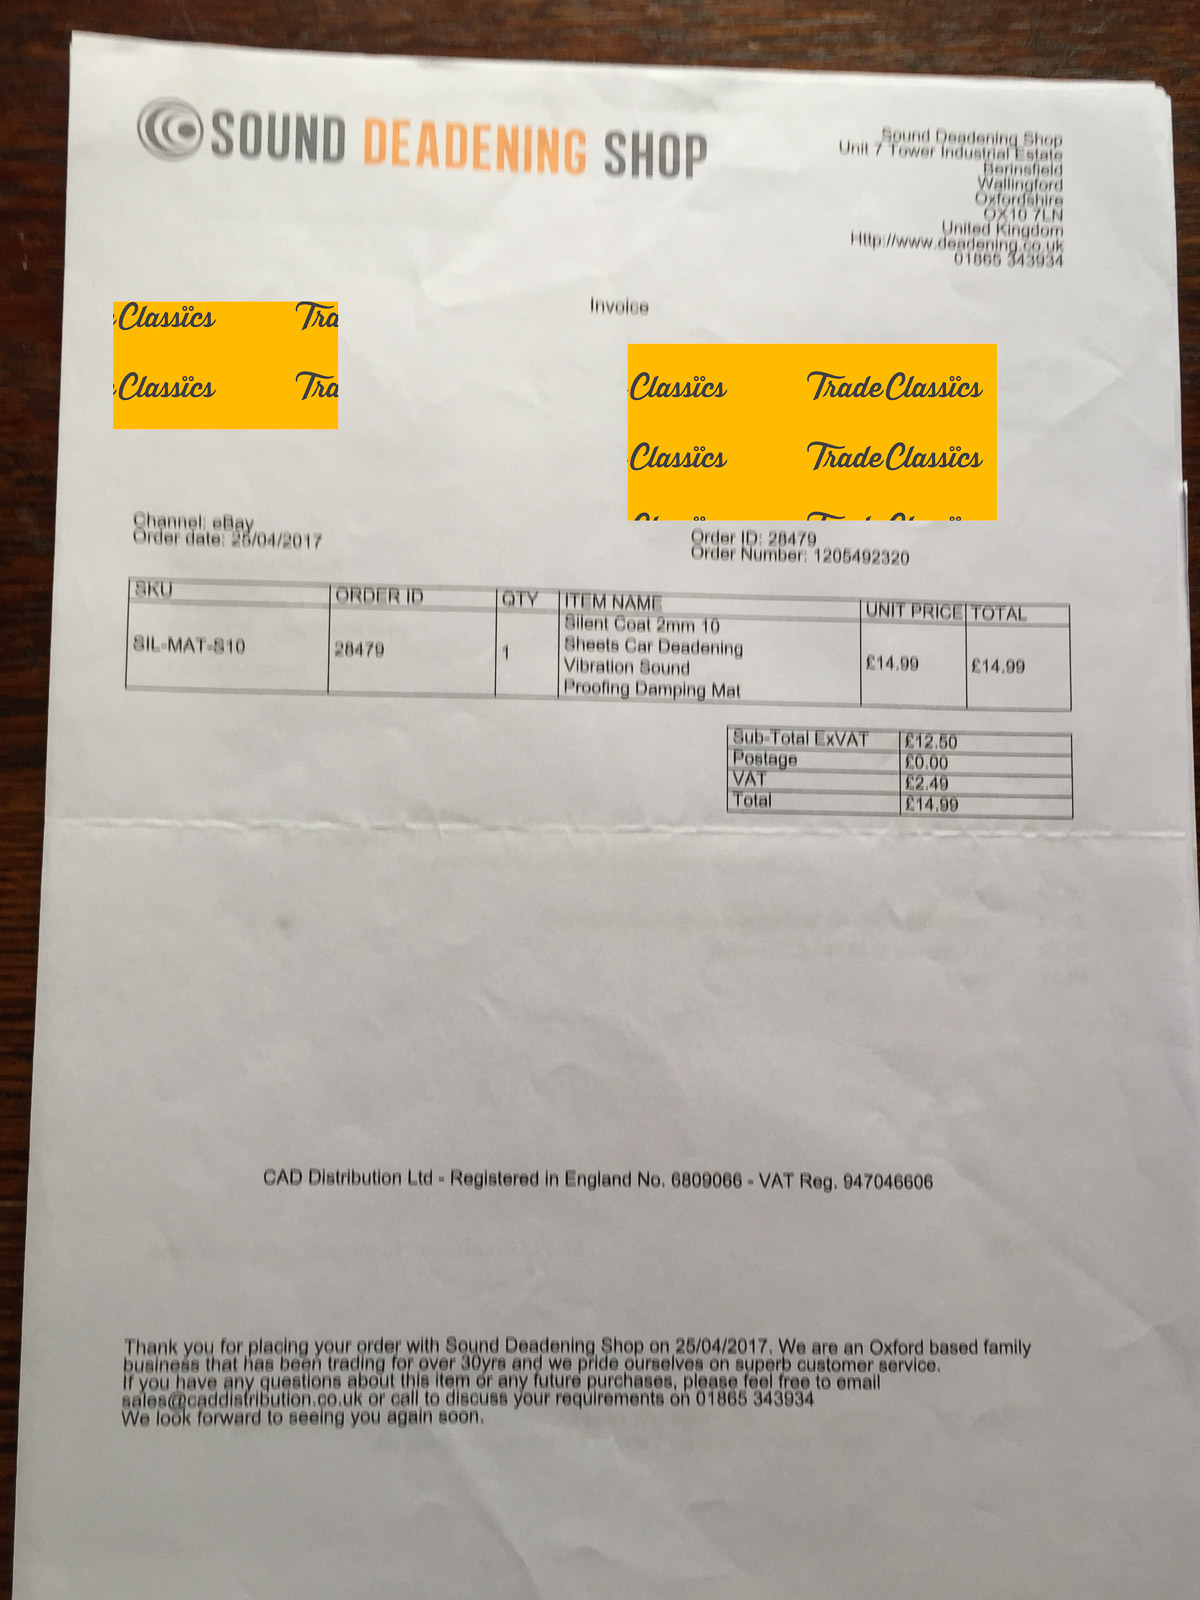 SOUND DEADENING SHOP
Sound Deadening Shop
Unit 7 Tower Industrial Estate
Berinsfield
Wallingford
Oxfordshire
OX10 7LN
United Kingdom
Http://www.deadening.co.uk
01865 343934
Invoice
Classics Tra
Classics Tra
Classics TradeClassics
Classics TradeClassics
Channel: eBay
Order date: 25/04/2017
Order ID: 28479
Order Number: 1205492320
SKU ORDER ID QTY ITEM NAME UNIT PRICE TOTAL
SIL-MAT-S10 28479 1 Silent Coat 2mm 10 £14.99 £14.99
Sheets Car Deadening
Vibration Sound
Proofing Damping Mat
Sub-Total ExVAT £12.50
Postage £0.00
VAT £2.49
Total £14.99
CAD Distribution Ltd - Registered in England No. 6809066 - VAT Reg. 947046606
Thank you for placing your order with Sound Deadening Shop on 25/04/2017. We are an Oxford based family
business that has been trading for over 30yrs and we pride ourselves on superb customer service.
If you have any questions about this item or any future purchases, please feel free to email
sales@caddistribution.co.uk or call to discuss your requirements on 01865 343934
We look forward to seeing you again soon.